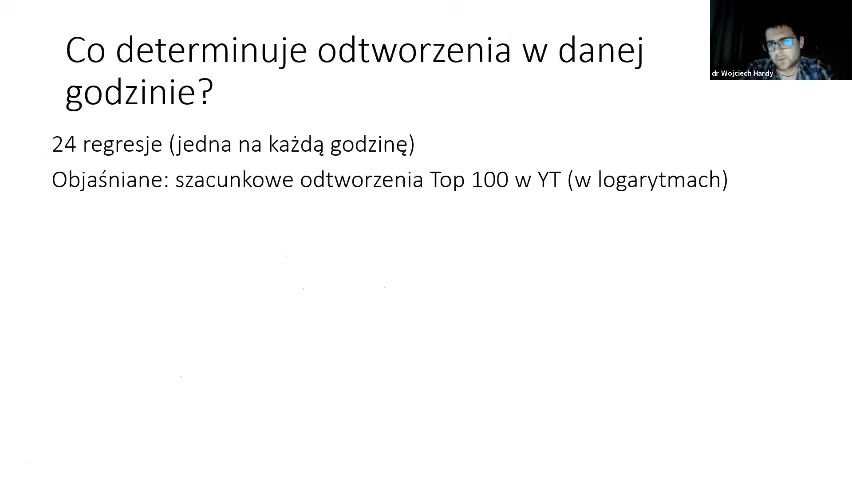 Co determinuje odtworzenia w danej
godzinie?
dr Wojciech Hardy
24 regresje (jedna na każdą godzinę)
Objaśniane: szacunkowe odtworzenia Top 100 w YT (w logarytmach)